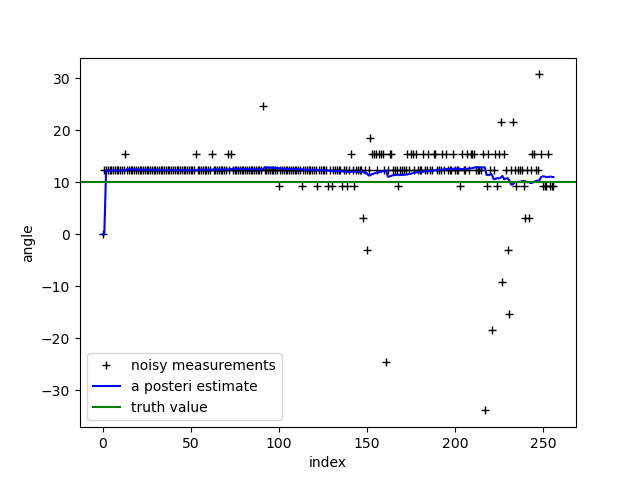 30
20
10
0
−10
−20
−30
angle
noisy measurements
a posteri estimate
truth value
0
50
100
150
200
250
index